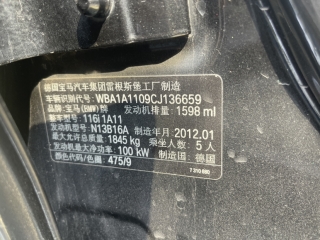 德国宝马汽车集团雷根斯堡工厂制造
车辆识别代号: WBA1A1109CJ136659
品牌:宝马(BMW)牌 发动机排量: 1598 ml
型号: 116i 1A11
发动机型号: N13B16A 制造年月: 2012.01
最大允许总质量: 1845 kg 乘坐人数: 5 人
发动机最大净功率: 100 kW 制造国: 德国
颜色代码/色漆: 475/9
7 310 680